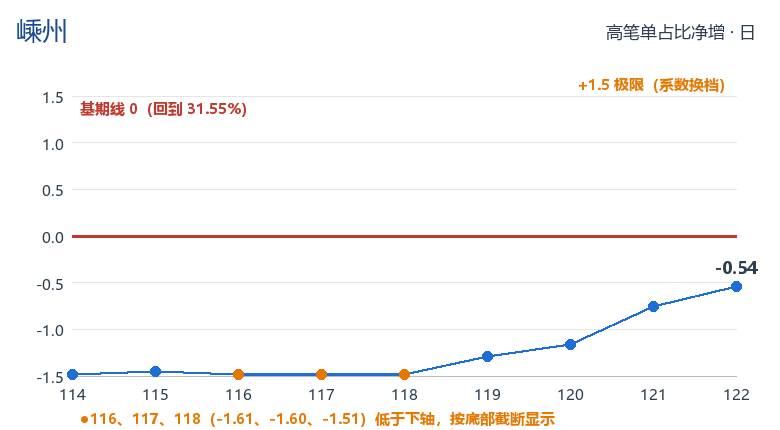 嵊州
高笔单占比净增 · 日
+1.5 极限（系数换档）
基期线 0（回到 31.55%）
1.5
1.0
0.5
0.0
-0.5
-1.0
-1.5
-0.54
114 115 116 117 118 119 120 121 122
●116、117、118（-1.61、-1.60、-1.51）低于下轴，按底部截断显示